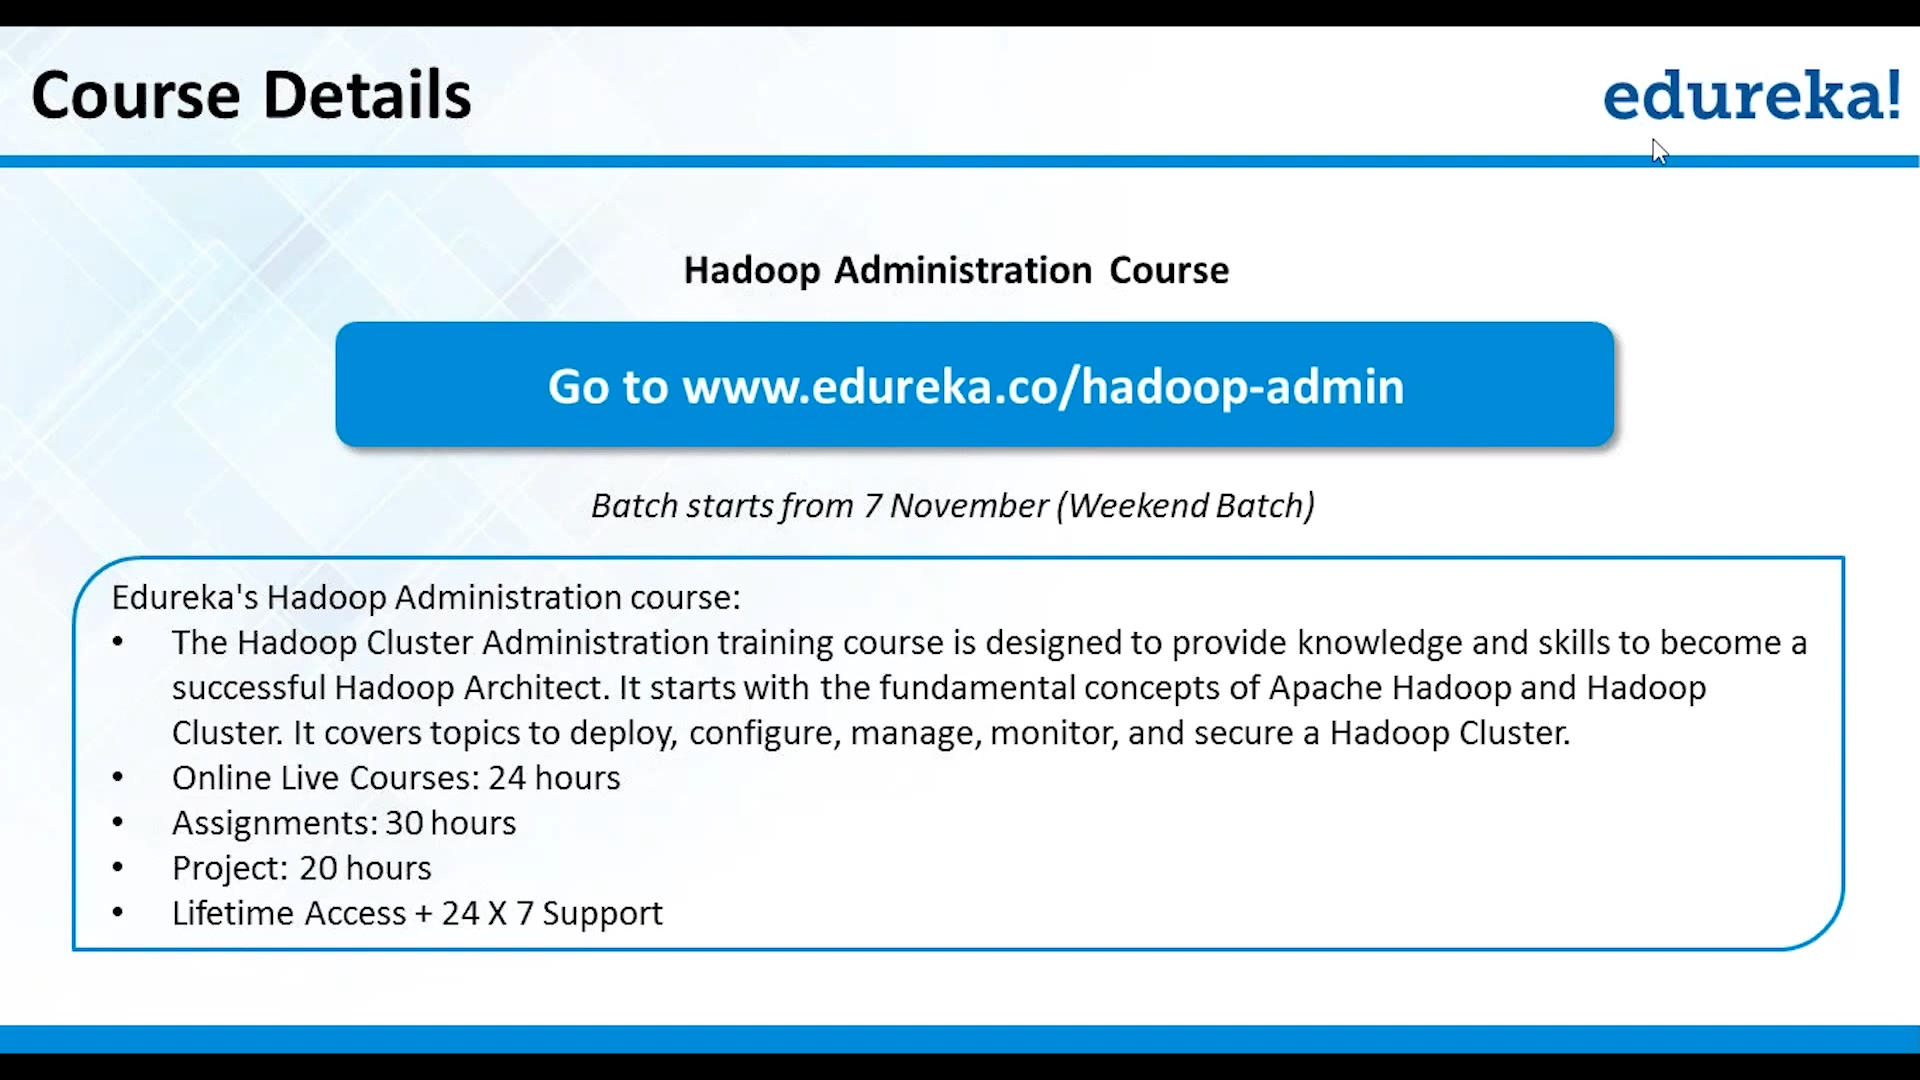 Course Details
edureka!
Hadoop Administration Course
Go to www.edureka.co/hadoop-admin
Batch starts from 7 November (Weekend Batch)
Edureka's Hadoop Administration course:
• The Hadoop Cluster Administration training course is designed to provide knowledge and skills to become a
successful Hadoop Architect. It starts with the fundamental concepts of Apache Hadoop and Hadoop
Cluster. It covers topics to deploy, configure, manage, monitor, and secure a Hadoop Cluster.
• Online Live Courses: 24 hours
• Assignments: 30 hours
• Project: 20 hours
• Lifetime Access + 24 X 7 Support